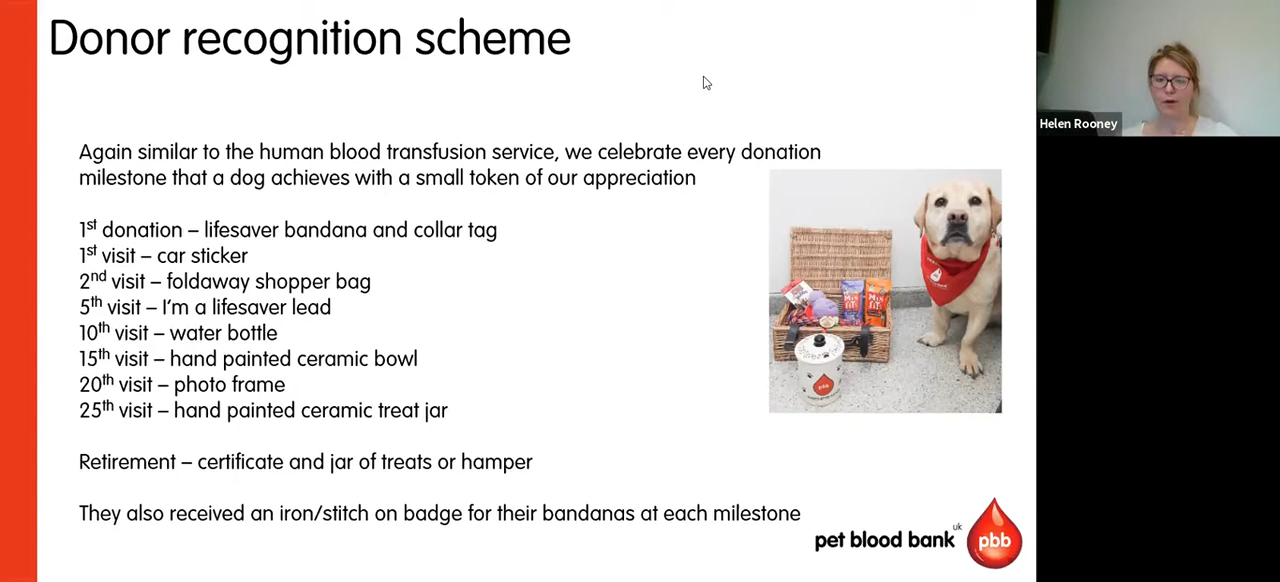 Donor recognition scheme
Helen Rooney
Again similar to the human blood transfusion service, we celebrate every donation
milestone that a dog achieves with a small token of our appreciation
1st donation – lifesaver bandana and collar tag
1st visit – car sticker
2nd visit – foldaway shopper bag
5th visit – I'm a lifesaver lead
10th visit – water bottle
15th visit – hand painted ceramic bowl
20th visit – photo frame
25th visit – hand painted ceramic treat jar
Retirement – certificate and jar of treats or hamper
They also received an iron/stitch on badge for their bandanas at each milestone
pet blood bank uk
pbb
pbb